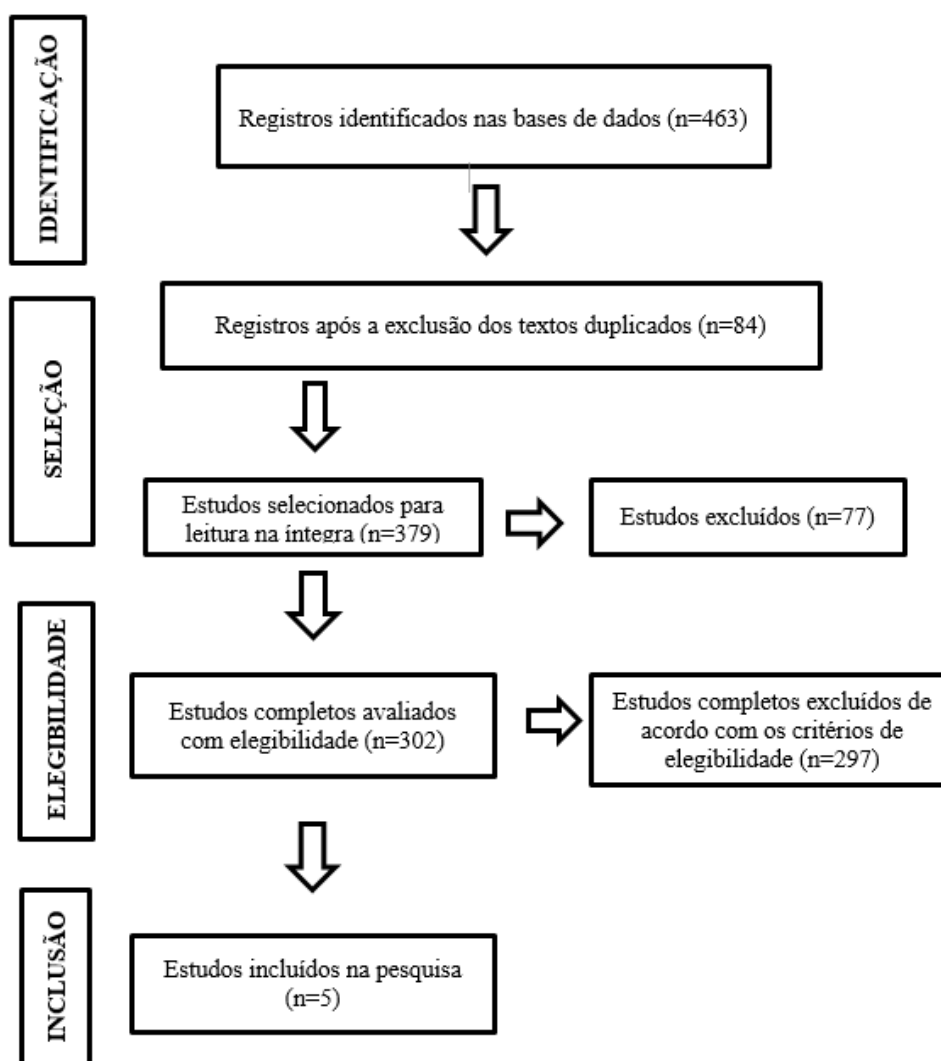 IDENTIFICAÇÃO
Registros identificados nas bases de dados (n=463)
SELEÇÃO
Registros após a exclusão dos textos duplicados (n=84)
Estudos selecionados para
leitura na íntegra (n=379)
Estudos excluídos (n=77)
ELEGIBILIDADE
Estudos completos avaliados
com elegibilidade (n=302)
Estudos completos excluídos de
acordo com os critérios de
elegibilidade (n=297)
INCLUSÃO
Estudos incluídos na pesquisa
(n=5)